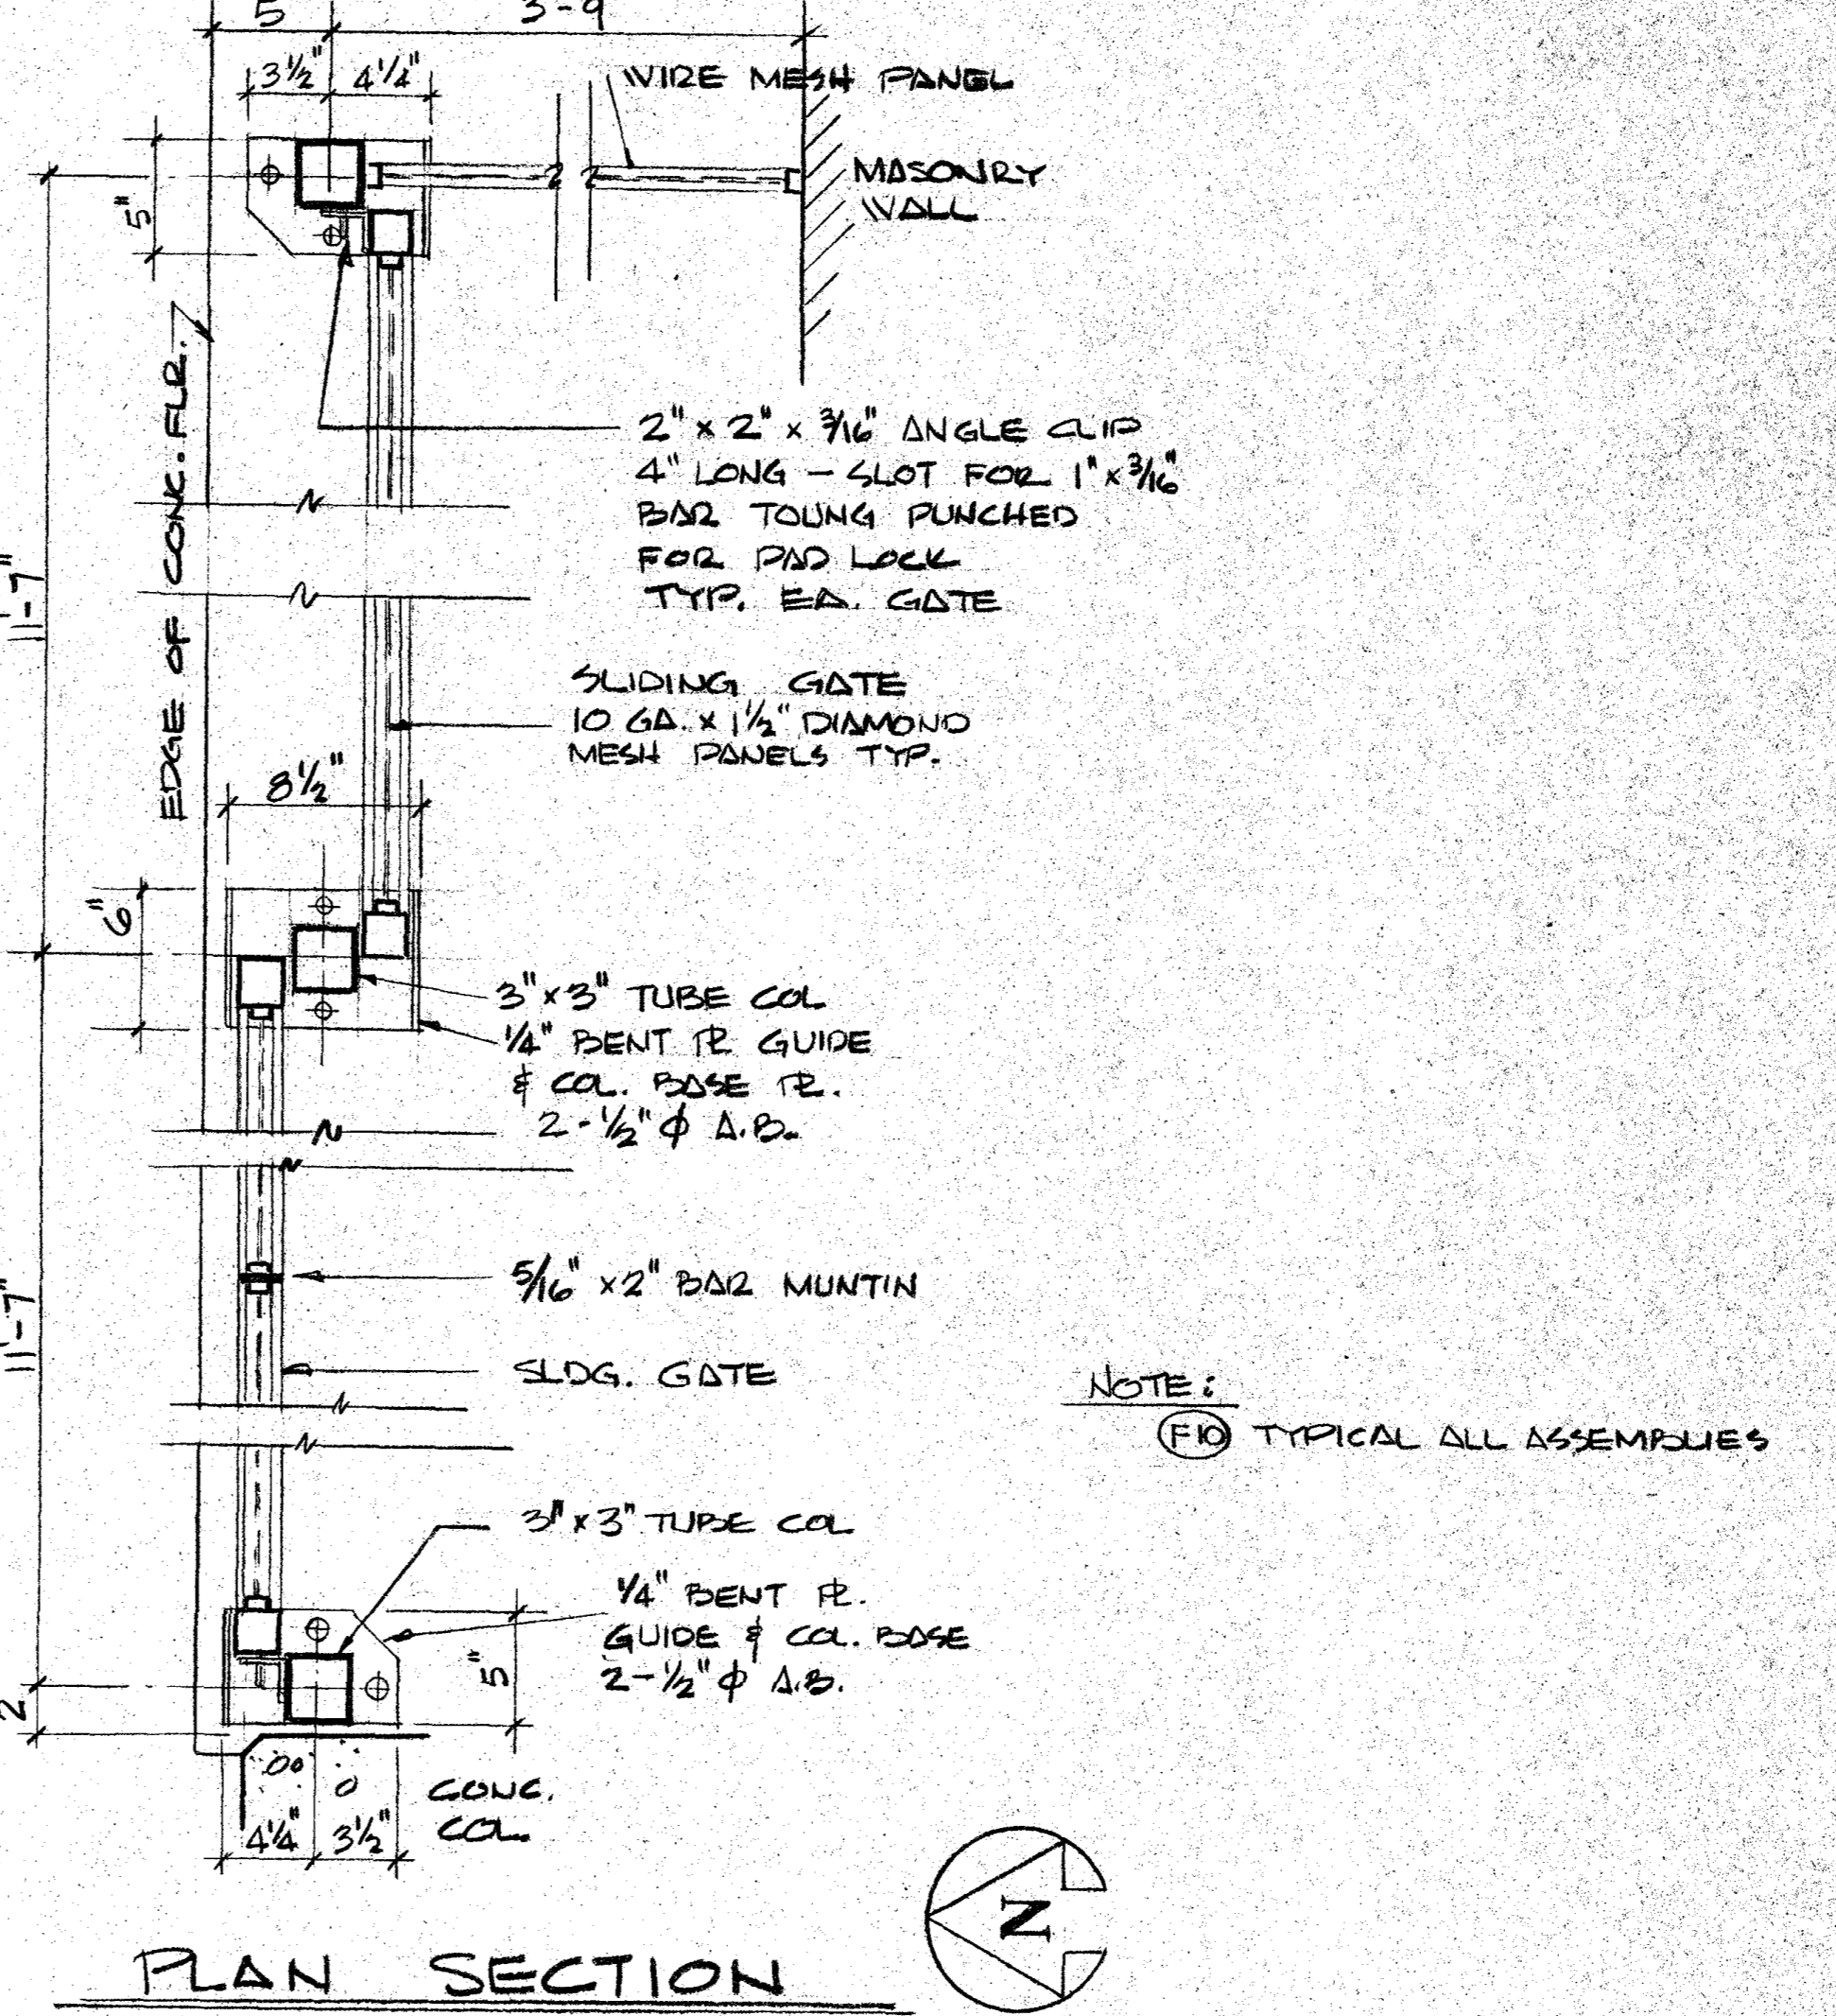 5 3-9
3½" 4¼"
WIRE MESH PANEL
MASONRY
WALL
5"
EDGE OF CONC. FLR.
2" x 2" x 3/16" ANGLE CLIP
4" LONG – SLOT FOR 1" x 3/16"
BAR TOUNG PUNCHED
FOR PAD LOCK
TYP. EA. GATE
11'-7"
SLIDING GATE
10 GA. x 1½" DIAMOND
MESH PANELS TYP.
8½"
6"
3" x 3" TUBE COL
¼" BENT PL GUIDE
& COL. BASE PL.
2-½" ϕ A.B.
5/16" x 2" BAR MUNTIN
11'-7"
SLDG. GATE
NOTE:
F10 TYPICAL ALL ASSEMBLIES
3" x 3" TUBE COL
¼" BENT PL.
GUIDE & COL. BASE
2-½" ϕ A.B.
5"
2
CONC.
COL.
4¼" 3½"
N
PLAN SECTION